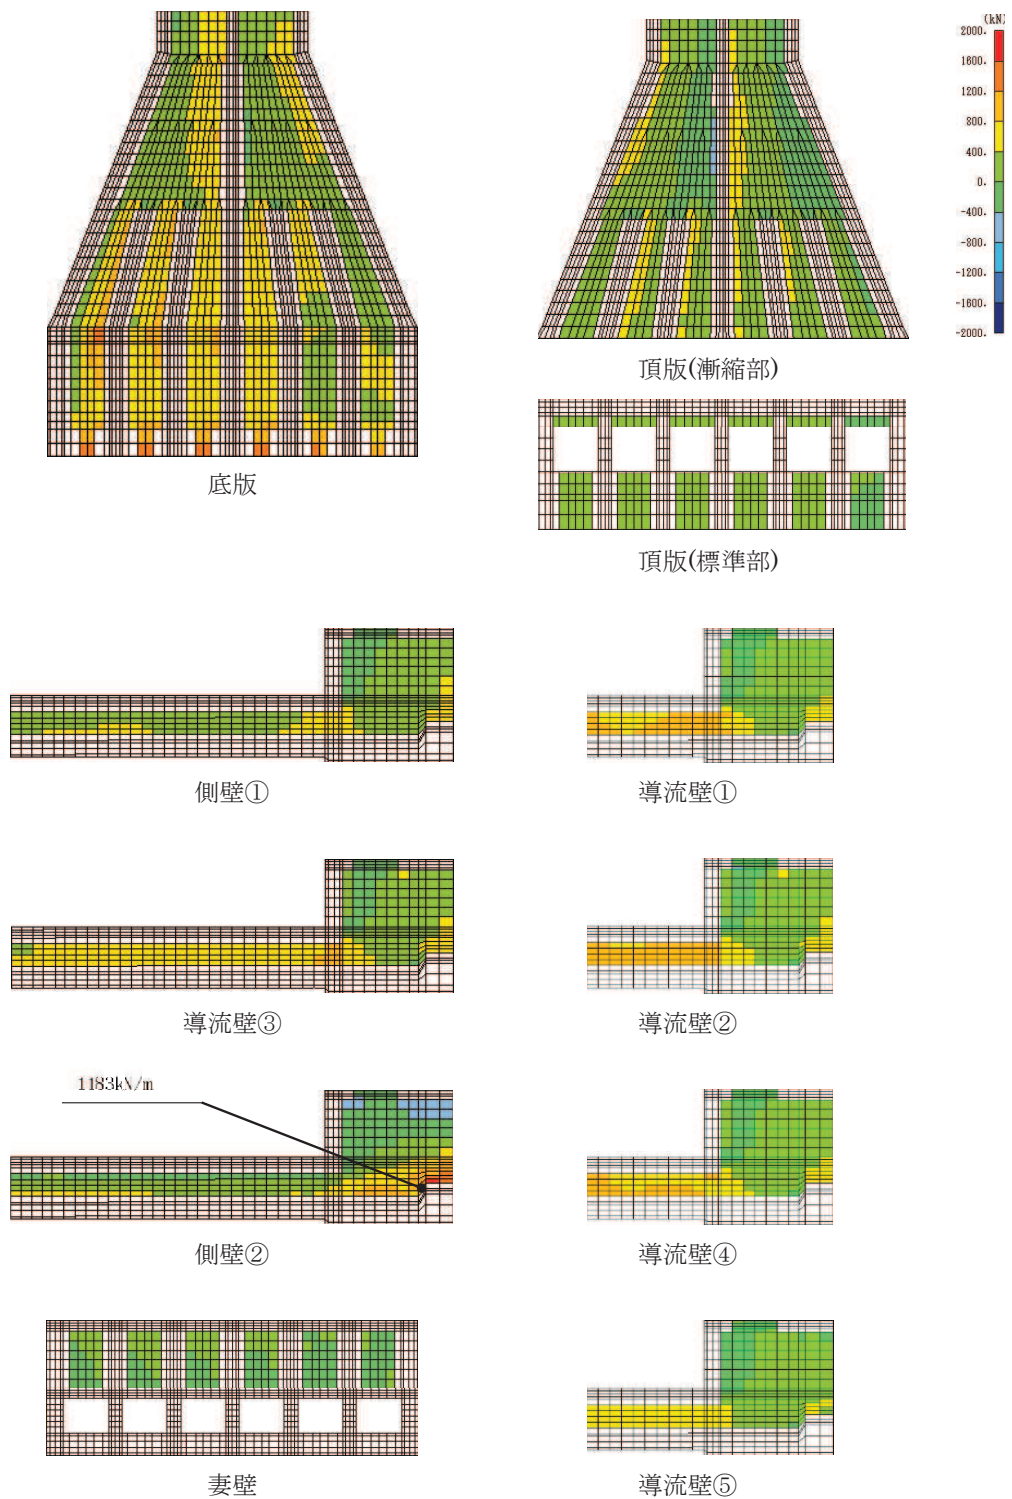 (kN)
2000.
1600.
1200.
800.
400.
0.
-400.
-800.
-1200.
-1600.
-2000.
底版
頂版(漸縮部)
頂版(標準部)
側壁①
導流壁①
導流壁③
導流壁②
1183kN/m
側壁②
導流壁④
妻壁
導流壁⑤